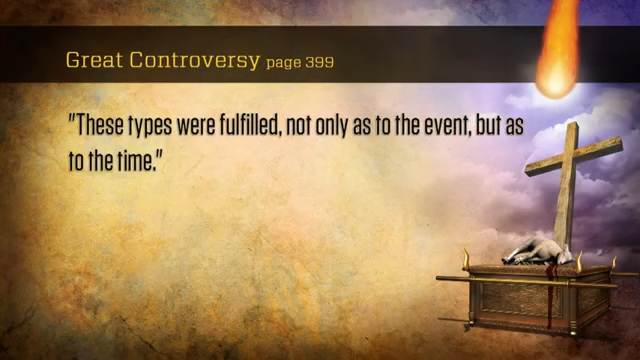 Great Controversy page 399
"These types were fulfilled, not only as to the event, but as
to the time."